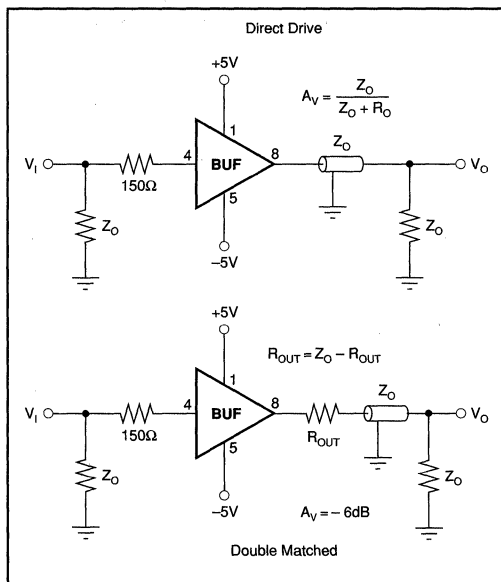 Direct Drive
+5V
A_V = Z_O / (Z_O + R_O)
1
Z_O
V_I
4
BUF
8
V_O
150Ω
5
Z_O
Z_O
–5V
+5V
R_OUT = Z_O – R_OUT
1
Z_O
V_I
4
BUF
8
V_O
150Ω
5
R_OUT
Z_O
Z_O
–5V
A_V = – 6dB
Double Matched